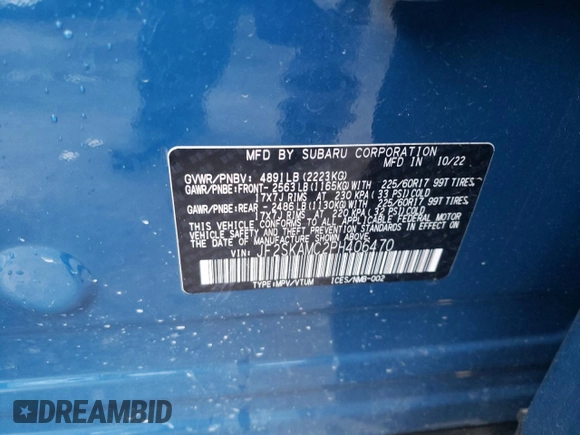 MFD BY SUBARU CORPORATION
MFD IN 10/22
GVWR/PNBV: 4891LB (2223KG)
GAWR/PNBE:FRONT- 2563LB(1165KG)WITH 225/60R17 99T TIRES,
17X7J RIMS AT 230 KPA( 33 PSI)COLD
GAWR/PNBE:REAR - 2486LB(1130KG)WITH 225/60R17 99T TIRES,
17X7J RIMS AT 220 KPA( 32 PSI)COLD
THIS VEHICLE CONFORMS TO ALL APPLICABLE FEDERAL MOTOR
VEHICLE SAFETY, BUMPER, AND THEFT PREVENTION
STANDARDS IN EFFECT ON THE DATE OF
MANUFACTURE SHOWN ABOVE.
VIN: JF2SKAMC2PH406470
TYPE:MPV/VTUM ICES/NMB-002
DREAMBID